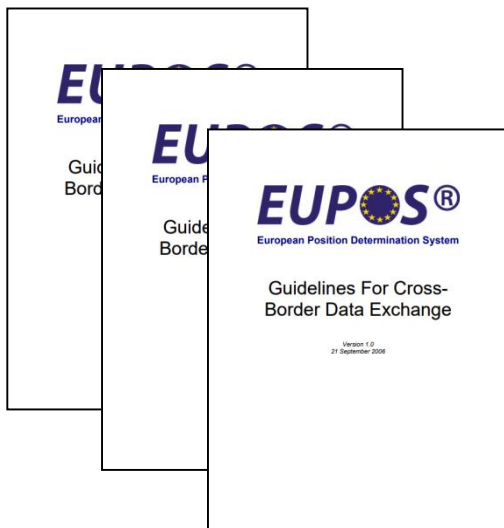 EUPOS®
European Position Determination System
Guidelines For Cross-
Border Data Exchange
Version 1.0
21 September 2006